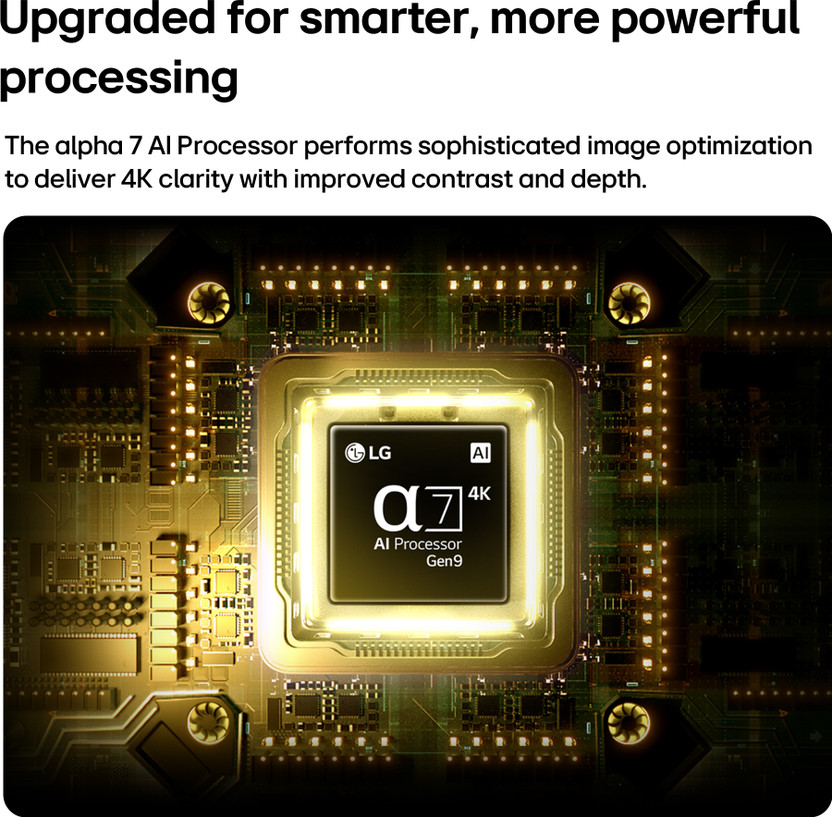 Upgraded for smarter, more powerful
processing
The alpha 7 AI Processor performs sophisticated image optimization
to deliver 4K clarity with improved contrast and depth.
LG AI
α7 4K
AI Processor
Gen9